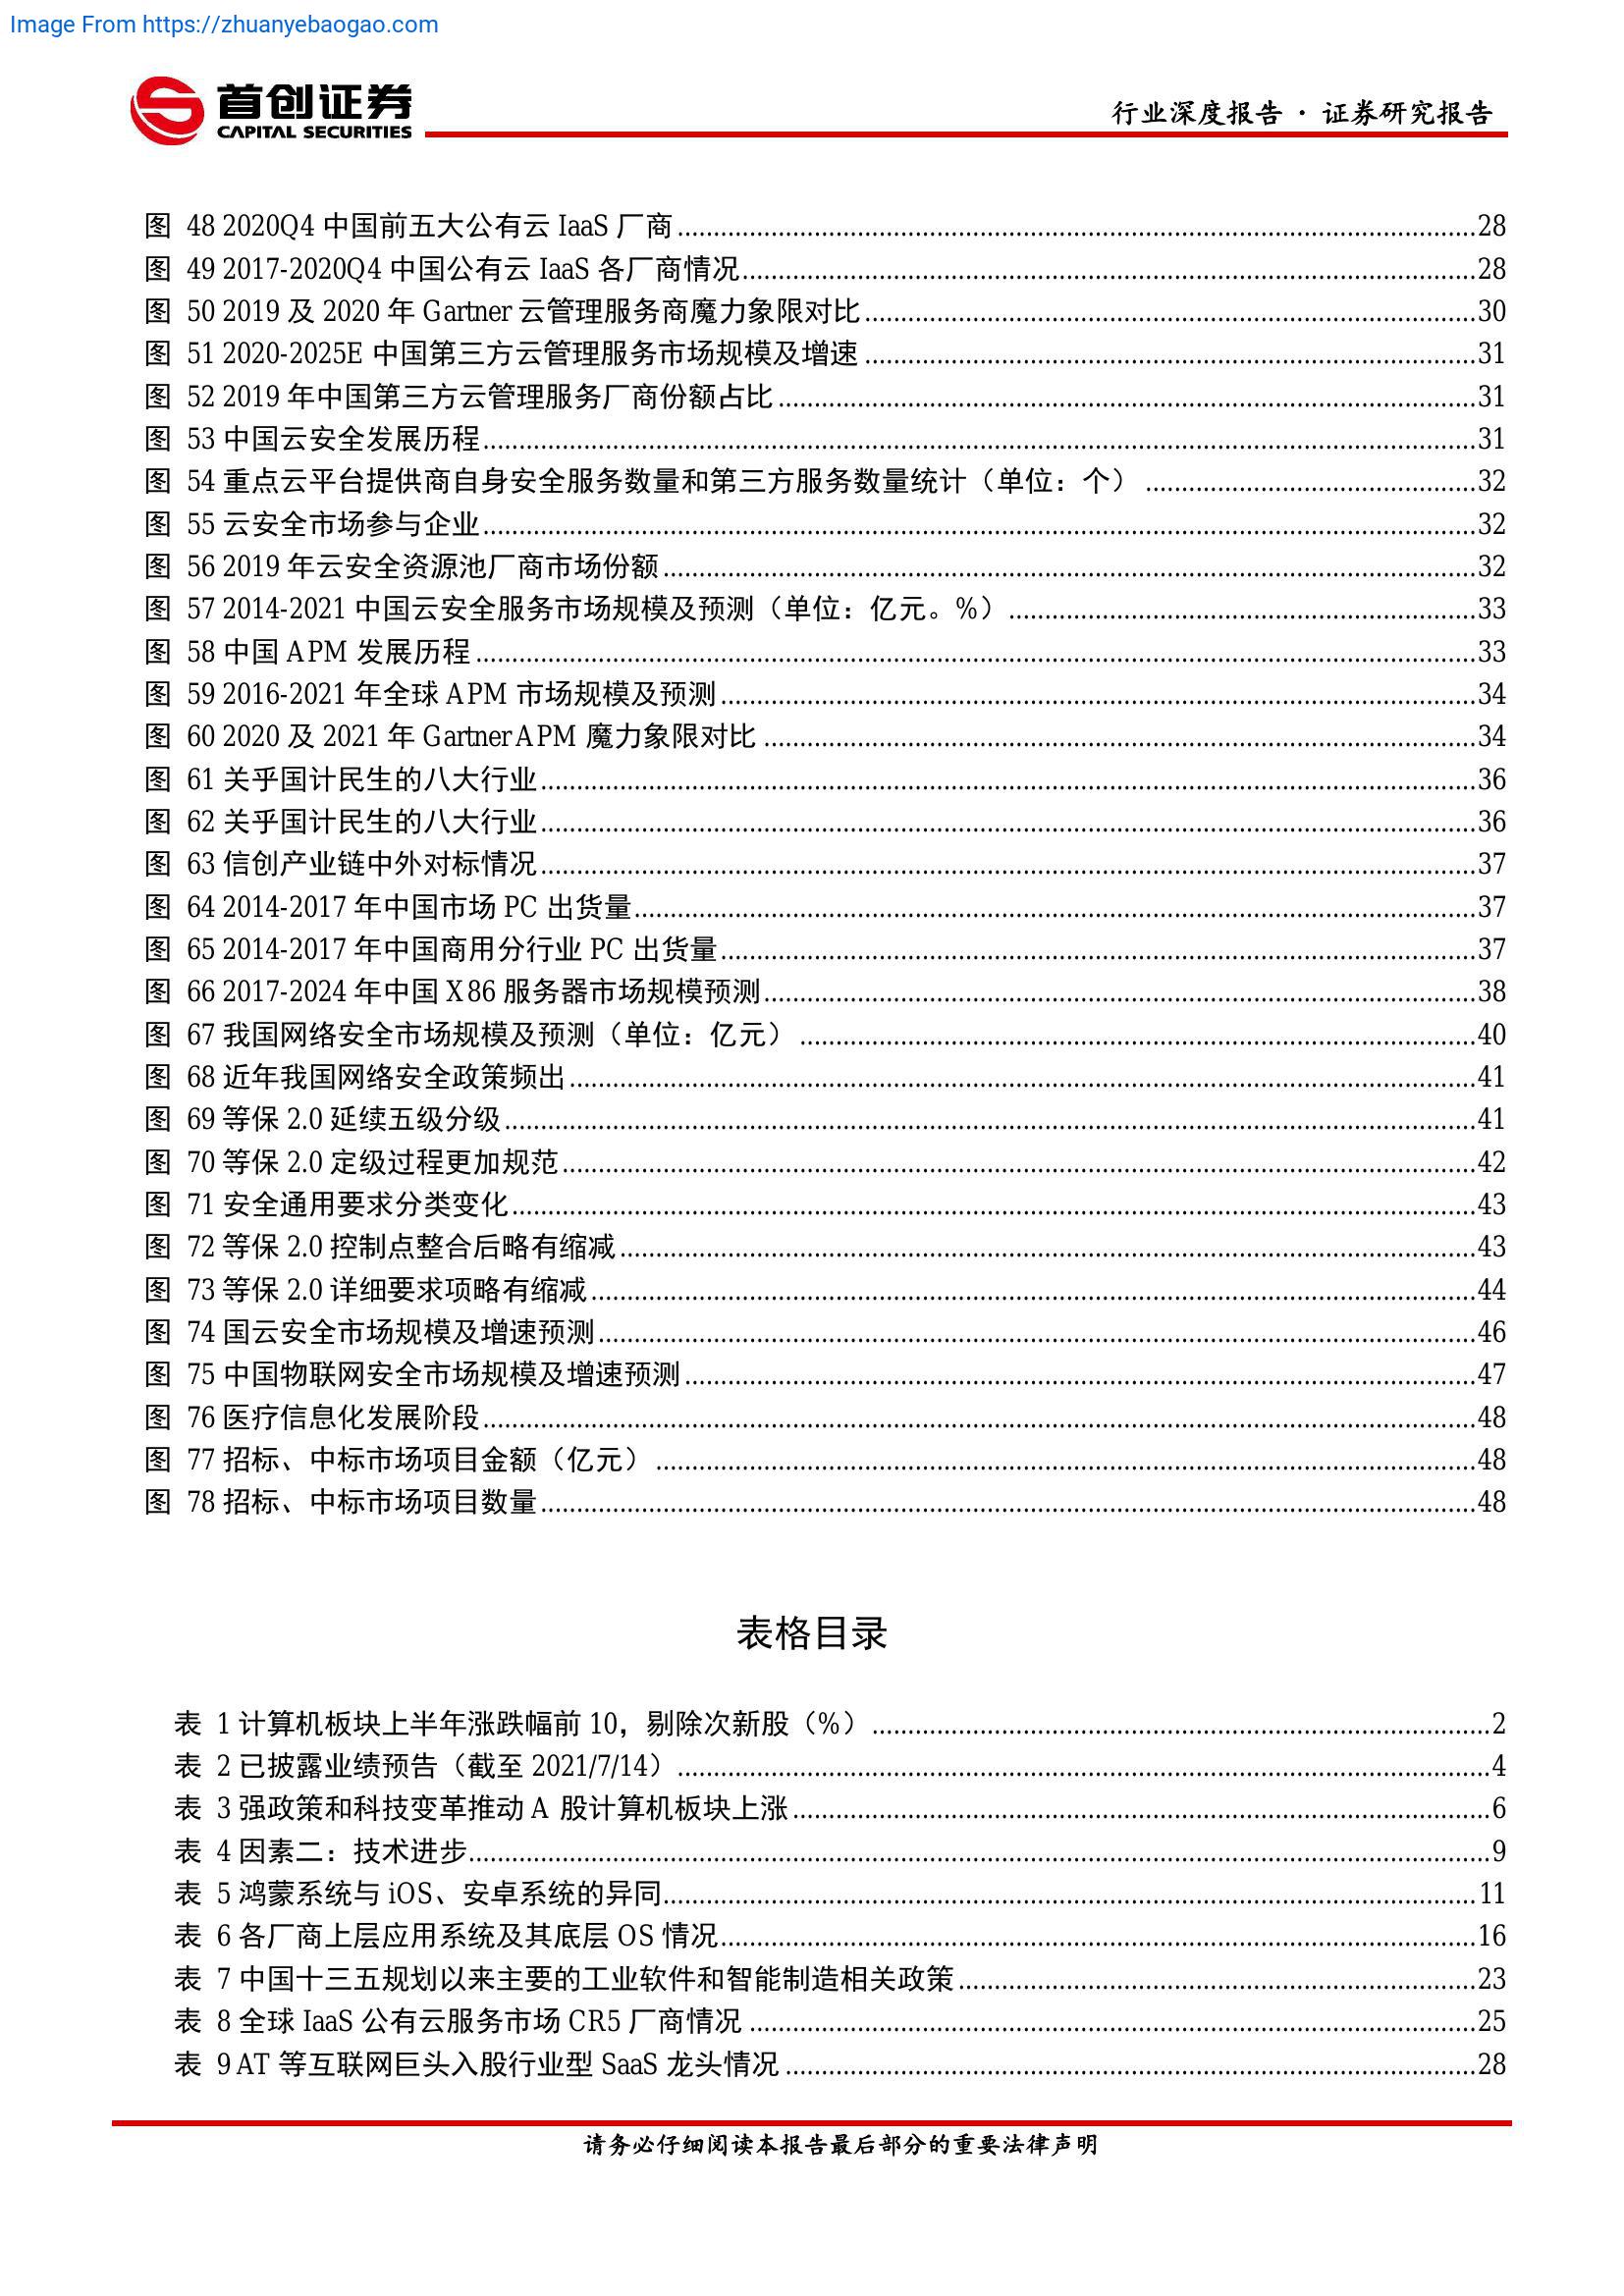 Image From https://zhuanyebaogao.com
首创证券
CAPITAL SECURITIES
行业深度报告 · 证券研究报告
图 48 2020Q4 中国前五大公有云 IaaS 厂商 28
图 49 2017-2020Q4 中国公有云 IaaS 各厂商情况 28
图 50 2019 及 2020 年 Gartner 云管理服务商魔力象限对比 30
图 51 2020-2025E 中国第三方云管理服务市场规模及增速 31
图 52 2019 年中国第三方云管理服务厂商份额占比 31
图 53 中国云安全发展历程 31
图 54 重点云平台提供商自身安全服务数量和第三方服务数量统计（单位：个） 32
图 55 云安全市场参与企业 32
图 56 2019 年云安全资源池厂商市场份额 32
图 57 2014-2021 中国云安全服务市场规模及预测（单位：亿元。%） 33
图 58 中国 APM 发展历程 33
图 59 2016-2021 年全球 APM 市场规模及预测 34
图 60 2020 及 2021 年 Gartner APM 魔力象限对比 34
图 61 关乎国计民生的八大行业 36
图 62 关乎国计民生的八大行业 36
图 63 信创产业链中外对标情况 37
图 64 2014-2017 年中国市场 PC 出货量 37
图 65 2014-2017 年中国商用分行业 PC 出货量 37
图 66 2017-2024 年中国 X86 服务器市场规模预测 38
图 67 我国网络安全市场规模及预测（单位：亿元） 40
图 68 近年我国网络安全政策频出 41
图 69 等保 2.0 延续五级分级 41
图 70 等保 2.0 定级过程更加规范 42
图 71 安全通用要求分类变化 43
图 72 等保 2.0 控制点整合后略有缩减 43
图 73 等保 2.0 详细要求项略有缩减 44
图 74 国云安全市场规模及增速预测 46
图 75 中国物联网安全市场规模及增速预测 47
图 76 医疗信息化发展阶段 48
图 77 招标、中标市场项目金额（亿元） 48
图 78 招标、中标市场项目数量 48
表格目录
表 1 计算机板块上半年涨跌幅前 10，剔除次新股（%） 2
表 2 已披露业绩预告（截至 2021/7/14） 4
表 3 强政策和科技变革推动 A 股计算机板块上涨 6
表 4 因素二：技术进步 9
表 5 鸿蒙系统与 iOS、安卓系统的异同 11
表 6 各厂商上层应用系统及其底层 OS 情况 16
表 7 中国十三五规划以来主要的工业软件和智能制造相关政策 23
表 8 全球 IaaS 公有云服务市场 CR5 厂商情况 25
表 9 AT 等互联网巨头入股行业型 SaaS 龙头情况 28
请务必仔细阅读本报告最后部分的重要法律声明